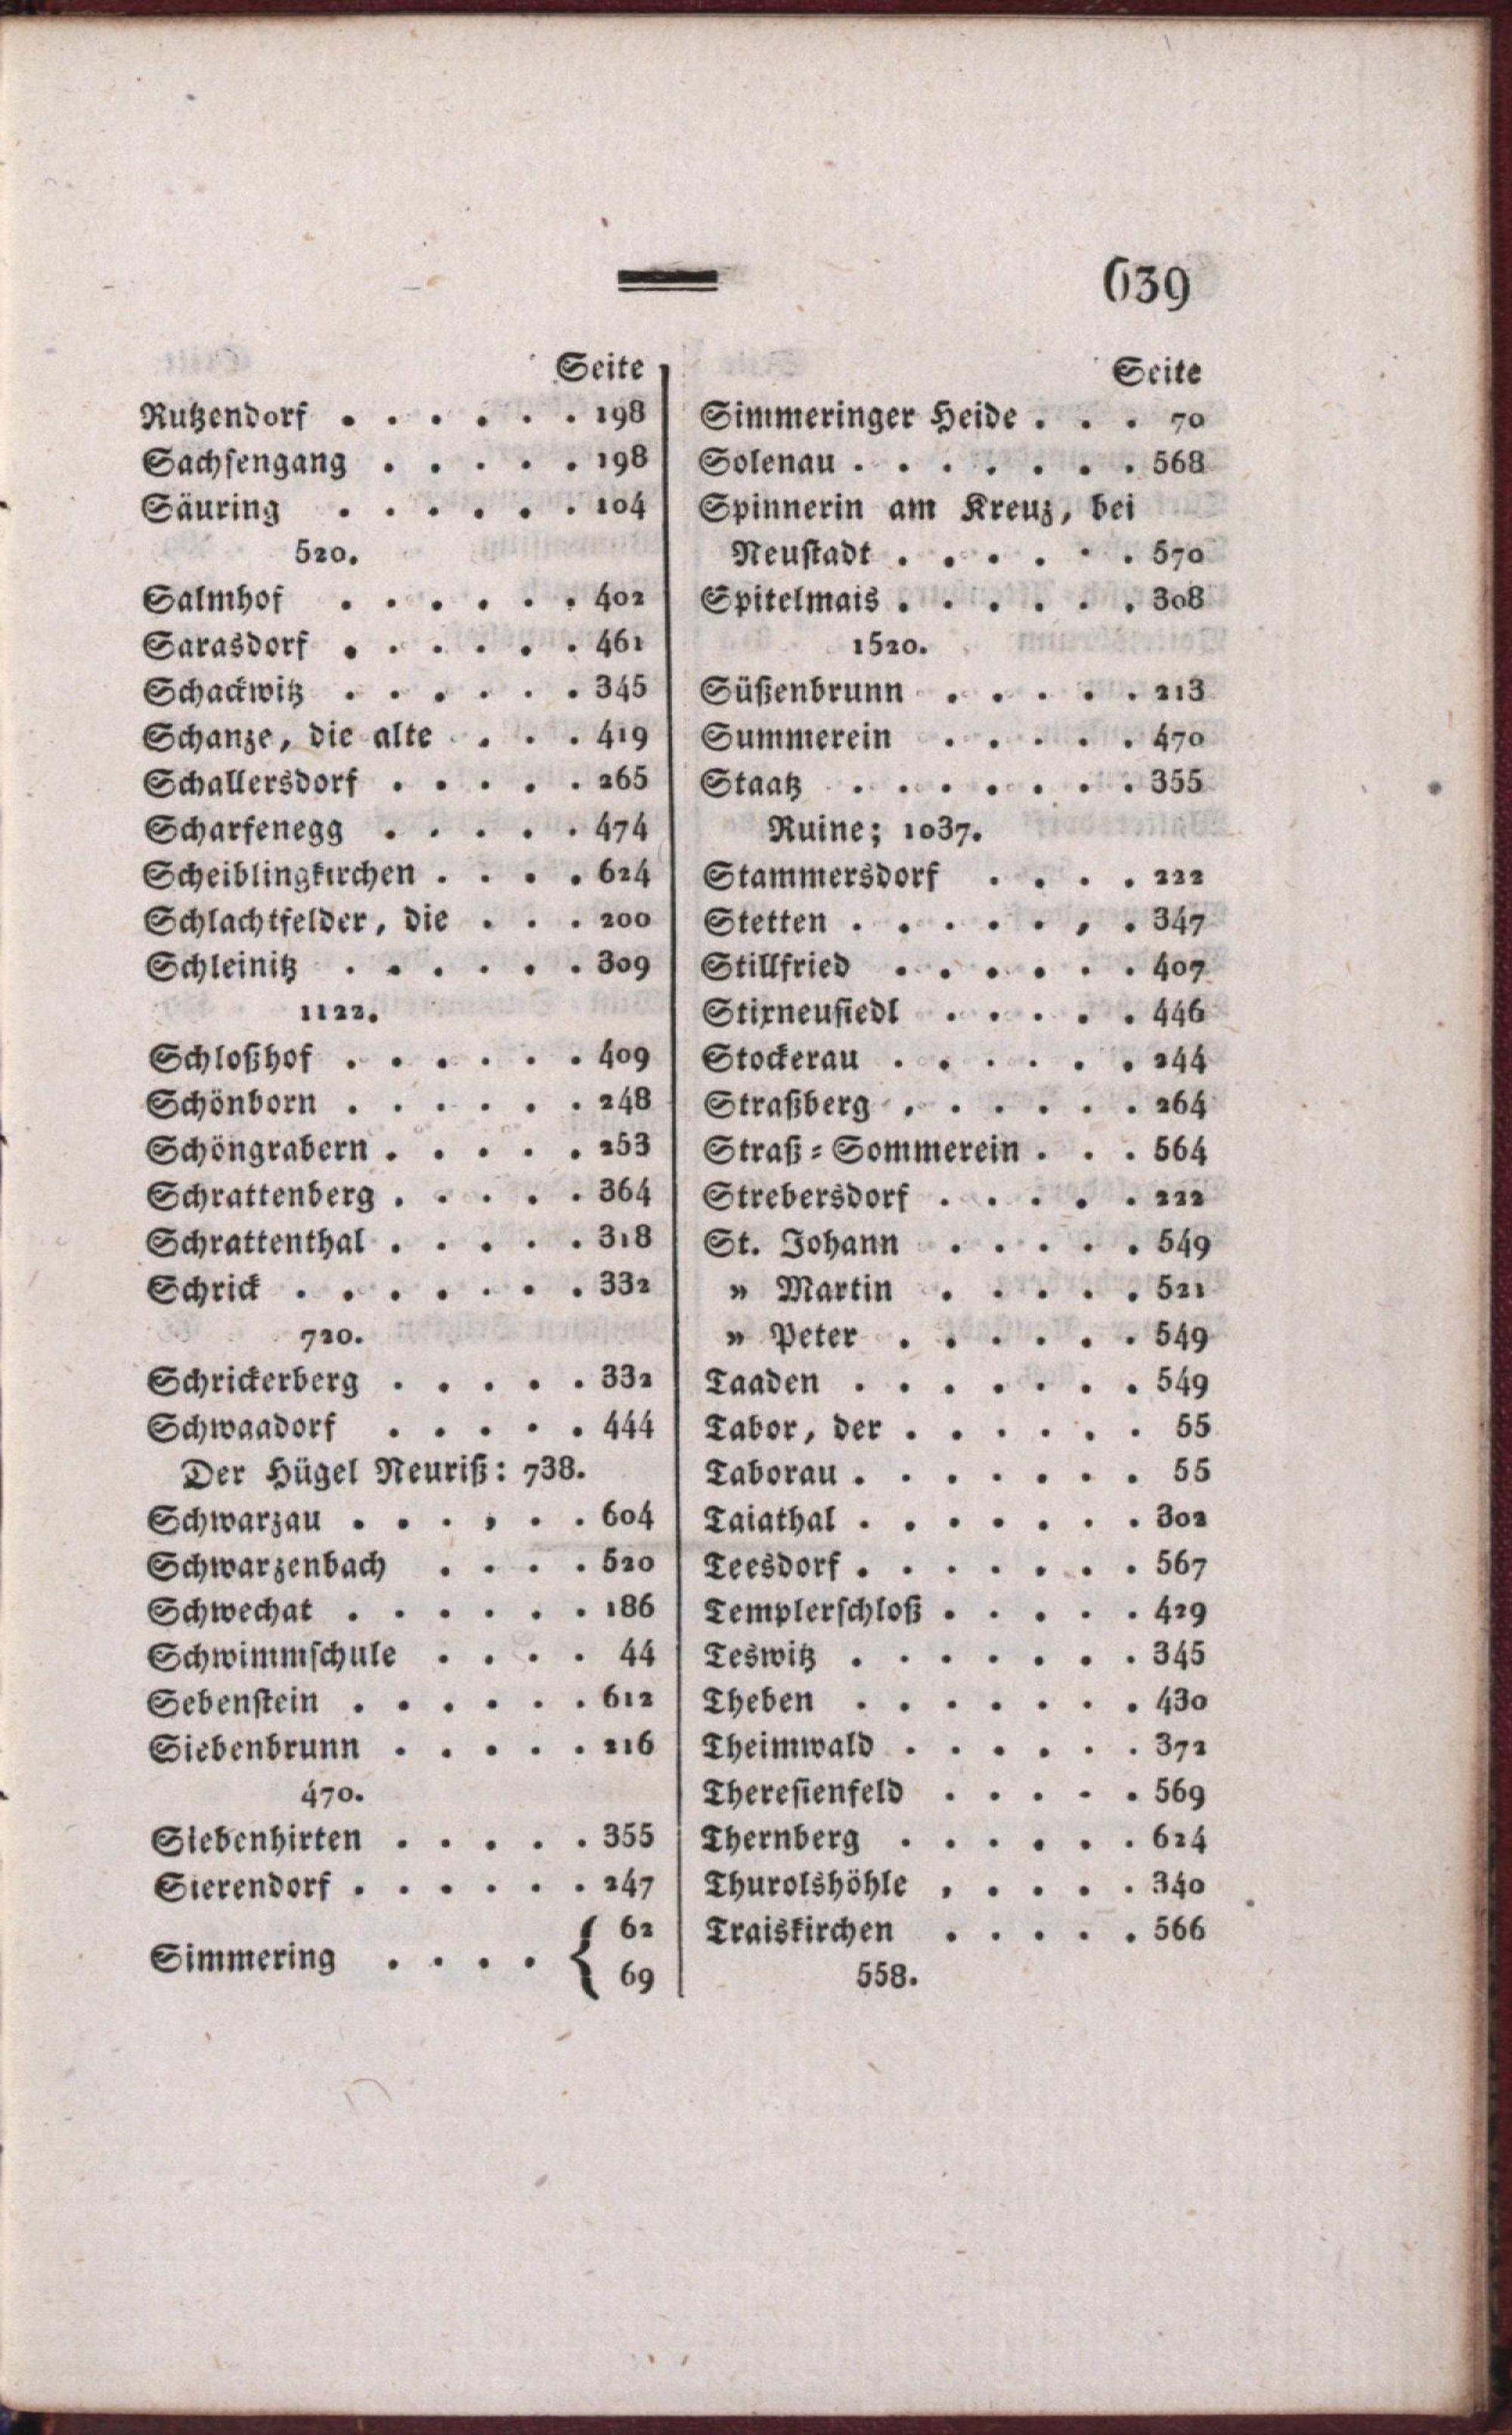 639
Seite
Rutzendorf . . . . . . 198
Sachsengang . . . . . 198
Säuring . . . . . . 104
520.
Salmhof . . . . . . 402
Sarasdorf . . . . . . 461
Schackwitz . . . . . . 345
Schanze, die alte . . . 419
Schallersdorf . . . . . 265
Scharfenegg . . . . . 474
Scheiblingkirchen . . . . 624
Schlachtfelder, die . . . 200
Schleinitz . . . . . . 309
1122.
Schloßhof . . . . . . 409
Schönborn . . . . . . 248
Schöngrabern . . . . . 253
Schrattenberg . . . . . 364
Schrattenthal . . . . . 318
Schrick . . . . . . . 332
720.
Schrickerberg . . . . . 332
Schwaadorf . . . . . 444
Der Hügel Neuriß: 738.
Schwarzau . . . . . . 604
Schwarzenbach . . . . 520
Schwechat . . . . . . 186
Schwimmschule . . . . 44
Sebenstein . . . . . . 612
Siebenbrunn . . . . . 216
470.
Siebenhirten . . . . . 355
Sierendorf . . . . . . 247
Simmering . . . . { 62
69
Seite
Simmeringer Heide . . . 70
Solenau . . . . . . . 568
Spinnerin am Kreuz, bei
Neustadt . . . . . . 570
Spitelmais . . . . . . 308
1520.
Süßenbrunn . . . . . 213
Summerein . . . . . 470
Staatz . . . . . . . 355
Ruine; 1037.
Stammersdorf . . . . 222
Stetten . . . . . . . 347
Stillfried . . . . . . 407
Stixneusiedl . . . . . 446
Stockerau . . . . . . 244
Straßberg . . . . . . 264
Straß-Sommerein . . . 564
Strebersdorf . . . . . 222
St. Johann . . . . . 549
» Martin . . . . . 521
» Peter . . . . . . 549
Taaden . . . . . . . 549
Tabor, der . . . . . . 55
Taborau . . . . . . . 55
Taiathal . . . . . . . 302
Teesdorf . . . . . . . 567
Templerschloß . . . . . 429
Teswitz . . . . . . . 345
Theben . . . . . . . 430
Theimwald . . . . . . 372
Theresienfeld . . . . . 569
Thernberg . . . . . . 624
Thurolshöhle . . . . . 340
Traiskirchen . . . . . 566
558.